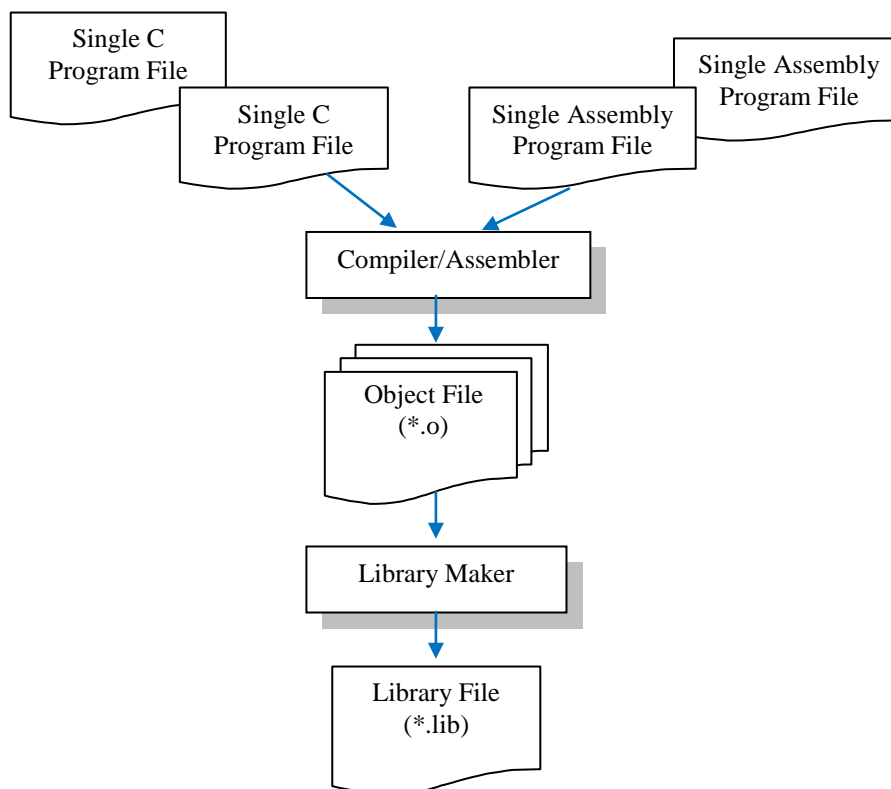 Single C
Program File
Single C
Program File
Single Assembly
Program File
Single Assembly
Program File
Compiler/Assembler
Object File
(*.o)
Library Maker
Library File
(*.lib)